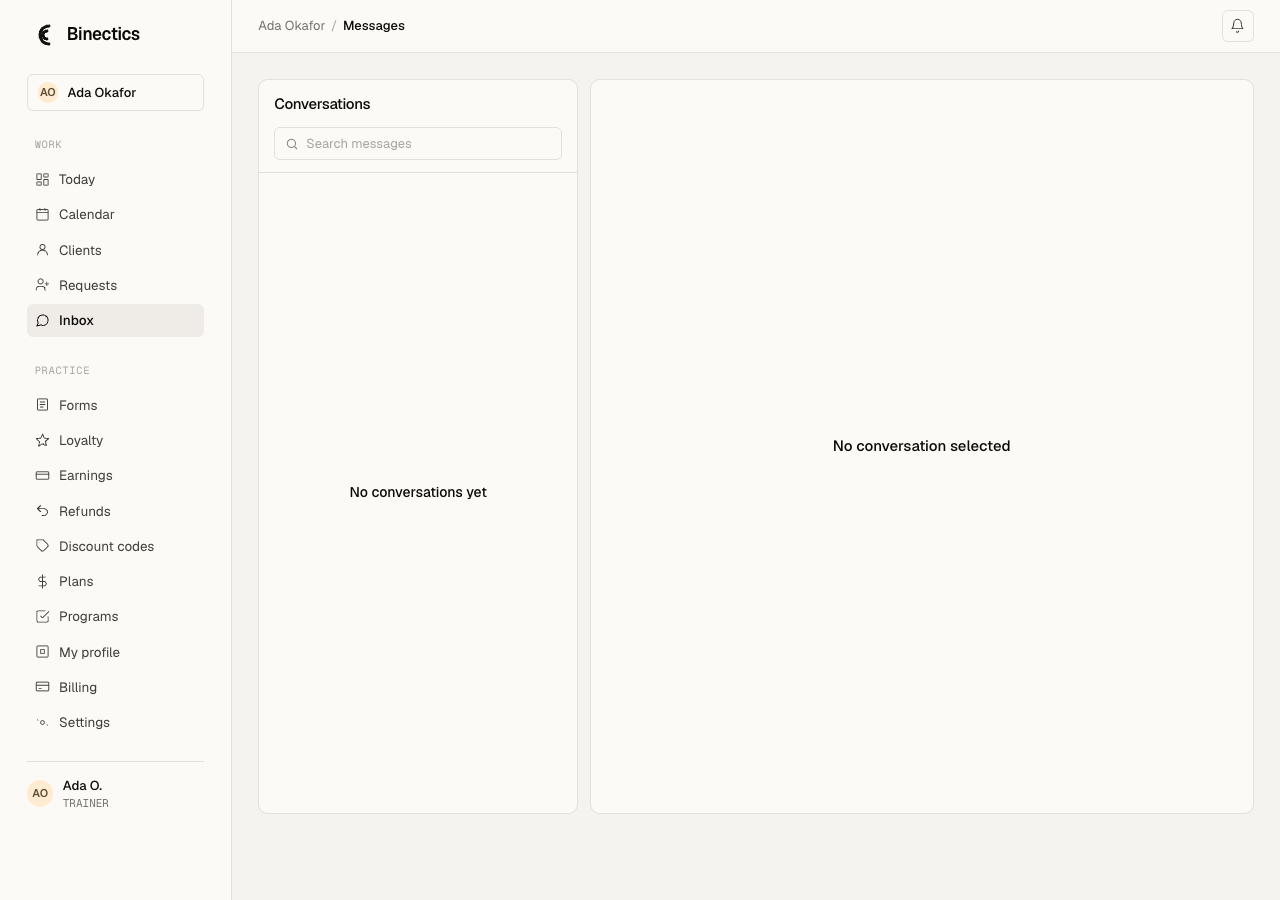 Binectics
AO Ada Okafor
WORK
Today
Calendar
Clients
Requests
Inbox
PRACTICE
Forms
Loyalty
Earnings
Refunds
Discount codes
Plans
Programs
My profile
Billing
Settings
AO Ada O.
TRAINER
Ada Okafor / Messages
Conversations
Search messages
No conversations yet
No conversation selected